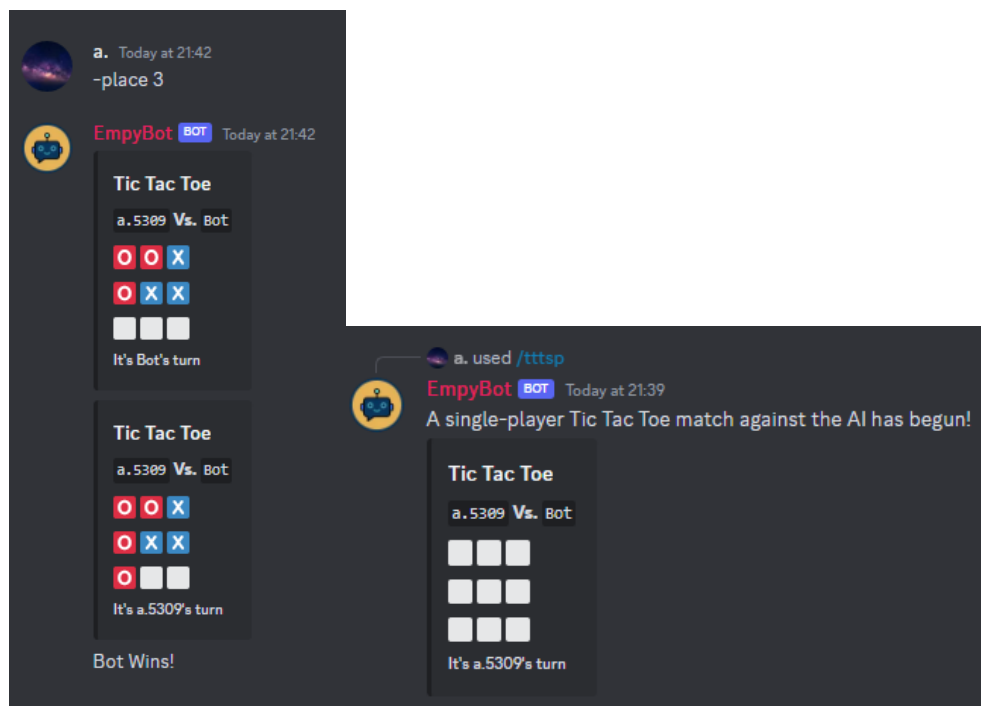 a. Today at 21:42
-place 3
EmpyBot BOT Today at 21:42
Tic Tac Toe
a.5309 Vs. Bot
O O X
O X X
It's Bot's turn
Tic Tac Toe
a.5309 Vs. Bot
O O X
O X X
O
It's a.5309's turn
Bot Wins!
a. used /tttsp
EmpyBot BOT Today at 21:39
A single-player Tic Tac Toe match against the AI has begun!
Tic Tac Toe
a.5309 Vs. Bot
It's a.5309's turn